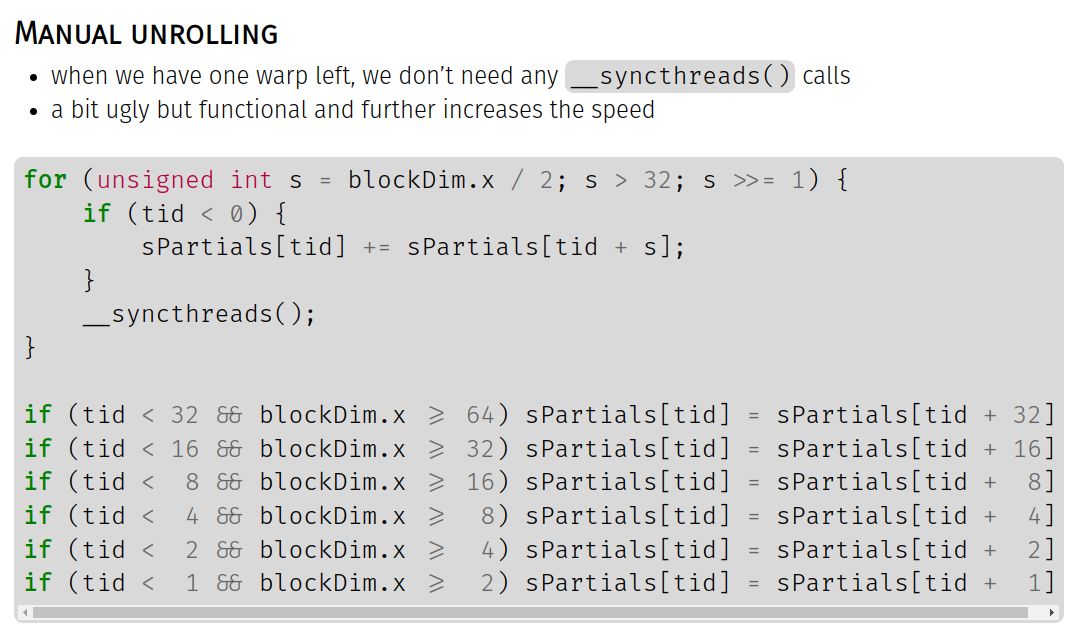 MANUAL UNROLLING
• when we have one warp left, we don't need any __syncthreads() calls
• a bit ugly but functional and further increases the speed
for (unsigned int s = blockDim.x / 2; s > 32; s >>= 1) {
    if (tid < 0) {
        sPartials[tid] += sPartials[tid + s];
    }
    __syncthreads();
}
if (tid < 32 && blockDim.x >= 64) sPartials[tid] = sPartials[tid + 32]
if (tid < 16 && blockDim.x >= 32) sPartials[tid] = sPartials[tid + 16]
if (tid <  8 && blockDim.x >= 16) sPartials[tid] = sPartials[tid +  8]
if (tid <  4 && blockDim.x >=  8) sPartials[tid] = sPartials[tid +  4]
if (tid <  2 && blockDim.x >=  4) sPartials[tid] = sPartials[tid +  2]
if (tid <  1 && blockDim.x >=  2) sPartials[tid] = sPartials[tid +  1]